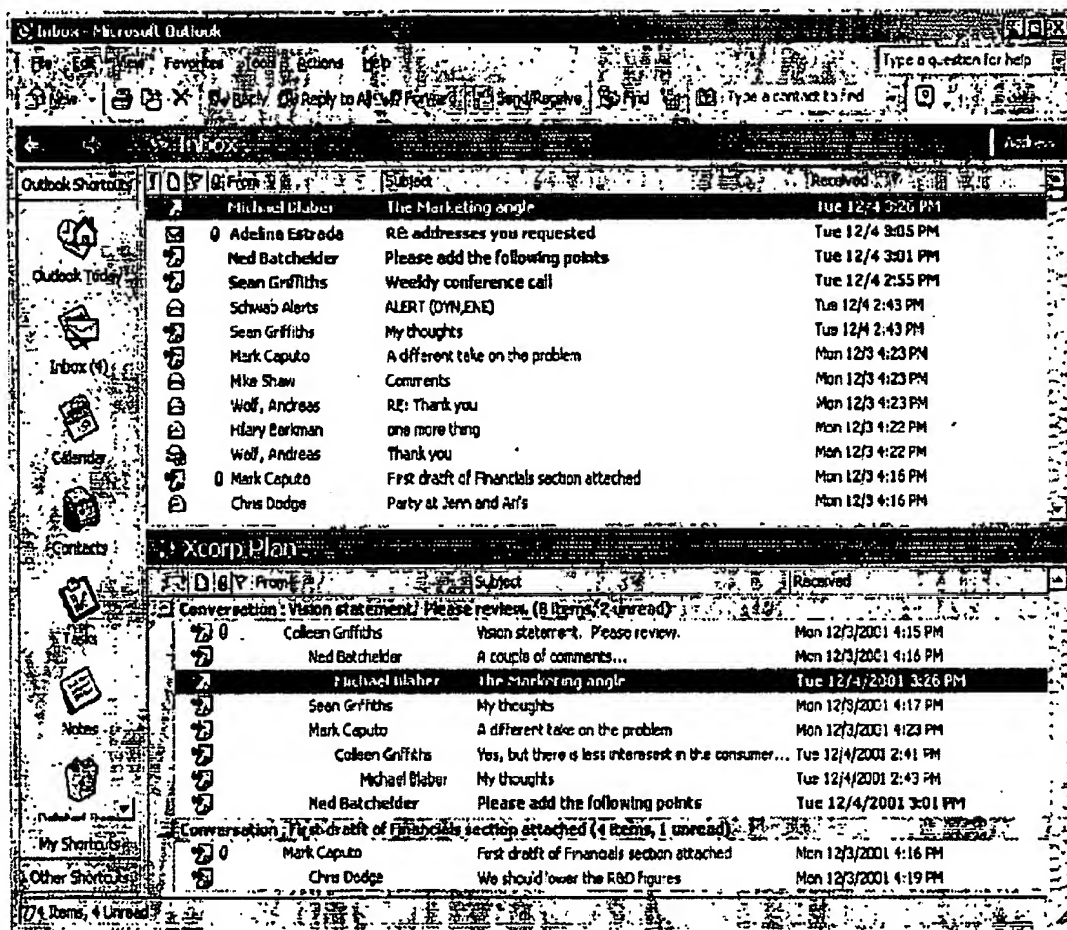 Inbox - Microsoft Outlook
File Edit View Favorites Tools Actions Help Type a question for help
New Reply Reply to All Forward Send/Receive Find Type a contact to find
Inbox Address
Outlook Shortcuts From Subject Received
Michael Blaber The Marketing angle Tue 12/4 3:26 PM
Adeline Estrada RE: addresses you requested Tue 12/4 3:05 PM
Ned Batchelder Please add the following points Tue 12/4 3:01 PM
Sean Griffiths Weekly conference call Tue 12/4 2:55 PM
Schwab Alerts ALERT (DYN,ENE) Tue 12/4 2:43 PM
Sean Griffiths My thoughts Tue 12/4 2:43 PM
Mark Caputo A different take on the problem Mon 12/3 4:23 PM
Mike Shaw Comments Mon 12/3 4:23 PM
Wolf, Andreas RE: Thank you Mon 12/3 4:23 PM
Hilary Berkman one more thing Mon 12/3 4:22 PM
Wolf, Andreas Thank you Mon 12/3 4:22 PM
Mark Caputo First dratft of Financials section attached Mon 12/3 4:16 PM
Chris Dodge Party at Jenn and Ari's Mon 12/3 4:16 PM
Outlook Today
Inbox (4)
Calendar
Contacts
Tasks
Notes
My Shortcuts
Other Shortcuts
Xcorp Plan
From Subject Received
Conversation : Vision statement. Please review. (8 items, 2 unread)
Colleen Griffiths Vision statement. Please review. Mon 12/3/2001 4:15 PM
Ned Batchelder A couple of comments... Mon 12/3/2001 4:16 PM
Michael Blaber The Marketing angle Tue 12/4/2001 3:26 PM
Sean Griffiths My thoughts Mon 12/3/2001 4:17 PM
Mark Caputo A different take on the problem Mon 12/3/2001 4:23 PM
Colleen Griffiths Yes, but there is less interesest in the consumer... Tue 12/4/2001 2:41 PM
Michael Blaber My thoughts Tue 12/4/2001 2:43 PM
Ned Batchelder Please add the following points Tue 12/4/2001 3:01 PM
Conversation : First dratft of Financials section attached (4 items, 1 unread)
Mark Caputo First dratft of Financials section attached Mon 12/3/2001 4:16 PM
Chris Dodge We should lower the R&D figures Mon 12/3/2001 4:19 PM
774 Items, 4 Unread